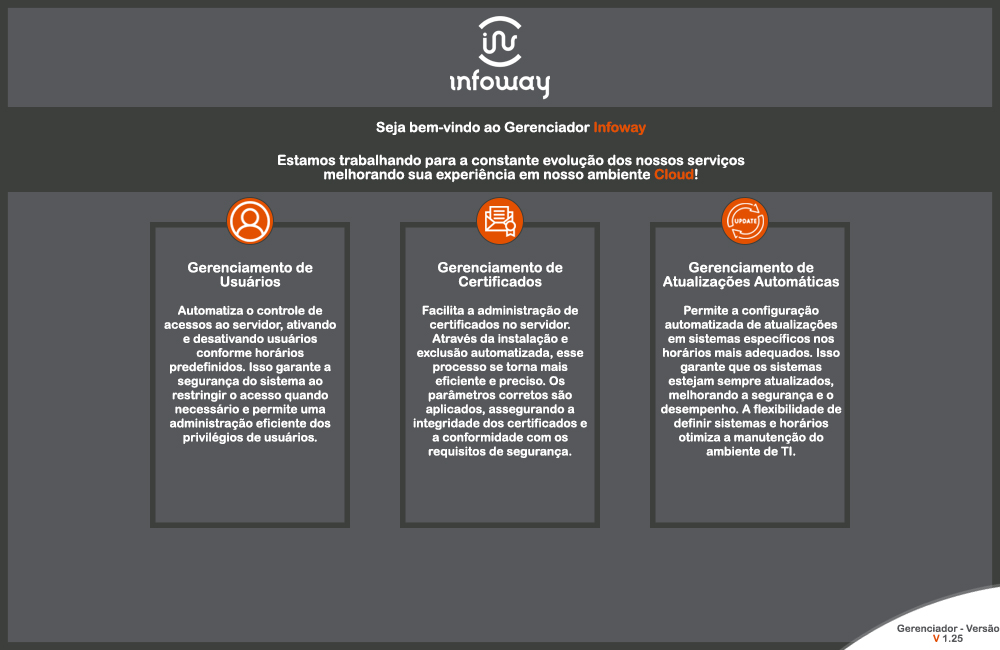 infoway
Seja bem-vindo ao Gerenciador Infoway
Estamos trabalhando para a constante evolução dos nossos serviços
melhorando sua experiência em nosso ambiente Cloud!
Gerenciamento de
Usuários
Automatiza o controle de
acessos ao servidor, ativando
e desativando usuários
conforme horários
predefinidos. Isso garante a
segurança do sistema ao
restringir o acesso quando
necessário e permite uma
administração eficiente dos
privilégios de usuários.
Gerenciamento de
Certificados
Facilita a administração de
certificados no servidor.
Através da instalação e
exclusão automatizada, esse
processo se torna mais
eficiente e preciso. Os
parâmetros corretos são
aplicados, assegurando a
integridade dos certificados e
a conformidade com os
requisitos de segurança.
UPDATE
Gerenciamento de
Atualizações Automáticas
Permite a configuração
automatizada de atualizações
em sistemas específicos nos
horários mais adequados. Isso
garante que os sistemas
estejam sempre atualizados,
melhorando a segurança e o
desempenho. A flexibilidade de
definir sistemas e horários
otimiza a manutenção do
ambiente de TI.
Gerenciador - Versão
V 1.25